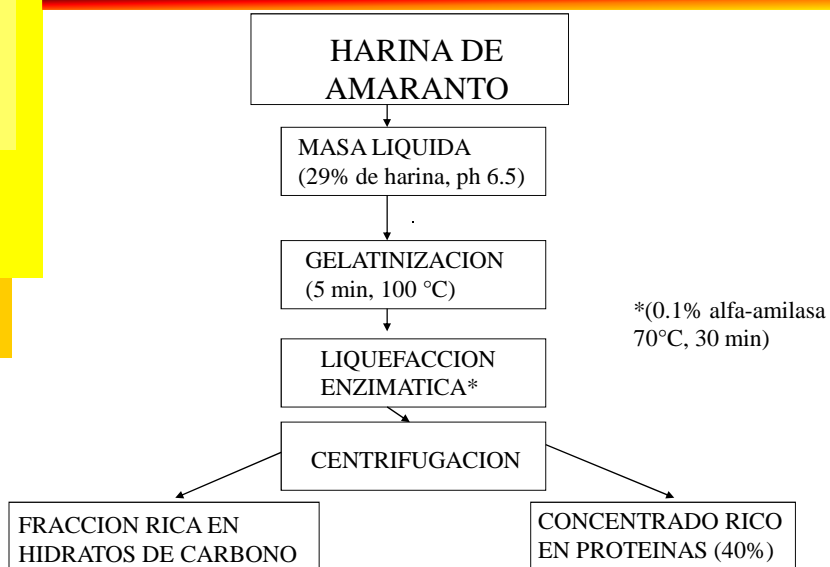 HARINA DE
AMARANTO
MASA LIQUIDA
(29% de harina, ph 6.5)
.
GELATINIZACION
(5 min, 100 °C)
*(0.1% alfa-amilasa
70°C, 30 min)
LIQUEFACCION
ENZIMATICA*
CENTRIFUGACION
FRACCION RICA EN
HIDRATOS DE CARBONO
CONCENTRADO RICO
EN PROTEINAS (40%)